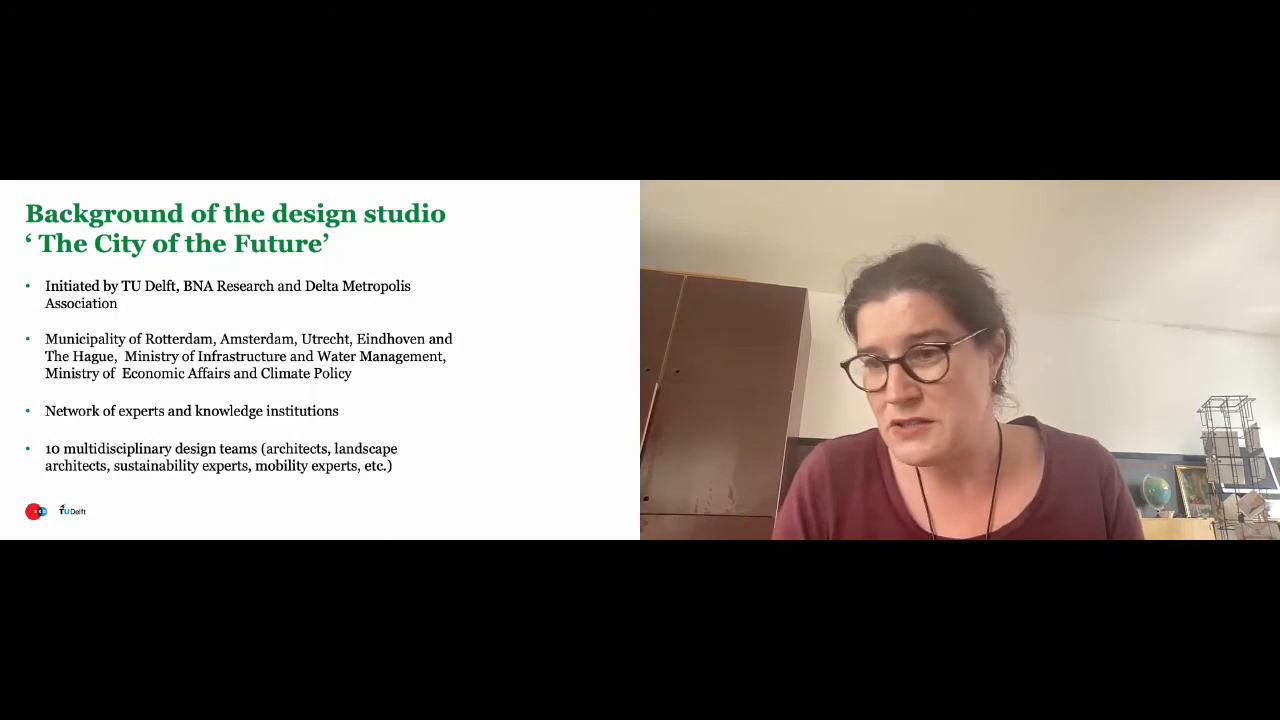 Background of the design studio
‘ The City of the Future’
• Initiated by TU Delft, BNA Research and Delta Metropolis
Association
• Municipality of Rotterdam, Amsterdam, Utrecht, Eindhoven and
The Hague,  Ministry of Infrastructure and Water Management,
Ministry of  Economic Affairs and Climate Policy
• Network of experts and knowledge institutions
• 10 multidisciplinary design teams (architects, landscape
architects, sustainability experts, mobility experts, etc.)
TUDelft